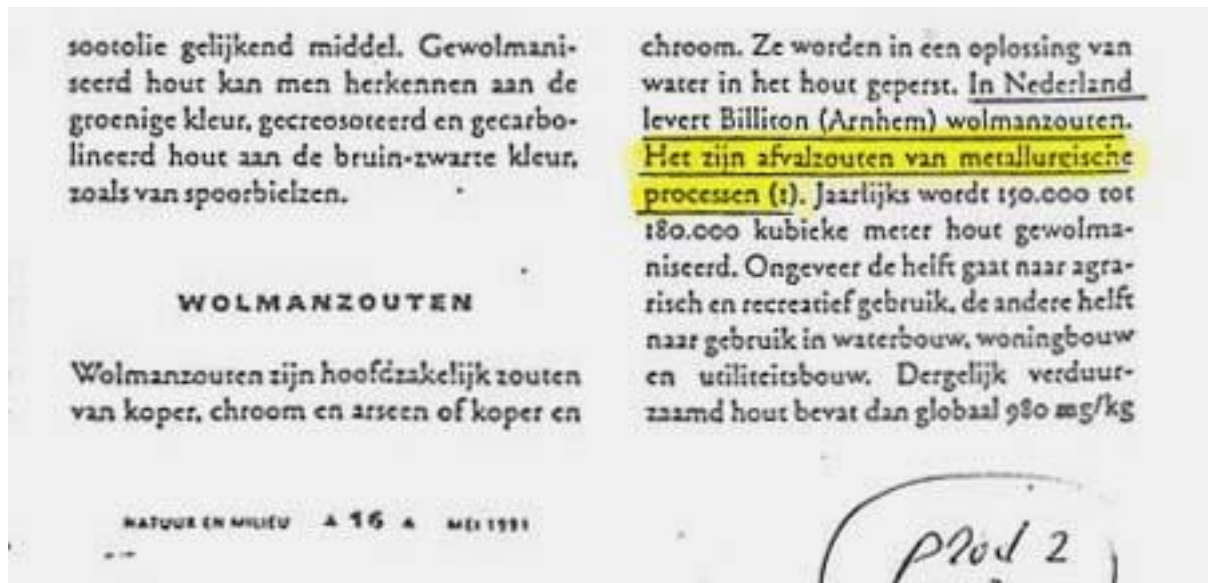 sootolie gelijkend middel. Gewolmani-
seerd hout kan men herkennen aan de
groenige kleur, gecreosoteerd en gecarbo-
lineerd hout aan de bruin-zwarte kleur,
zoals van spoorbielzen.
WOLMANZOUTEN
Wolmanzouten zijn hoofdzakelijk zouten
van koper, chroom en arseen of koper en
NATUUR EN MILIEU ▲ 16 ▲ MEI 1991
chroom. Ze worden in een oplossing van
water in het hout geperst. In Nederland
levert Billiton (Arnhem) wolmanzouten.
Het zijn afvalzouten van metallurgische
processen (1). Jaarlijks wordt 150.000 tot
180.000 kubieke meter hout gewolma-
niseerd. Ongeveer de helft gaat naar agra-
risch en recreatief gebruik, de andere helft
naar gebruik in waterbouw, woningbouw
en utiliteitsbouw. Dergelijk verduur-
zaamd hout bevat dan globaal 980 mg/kg
prod 2